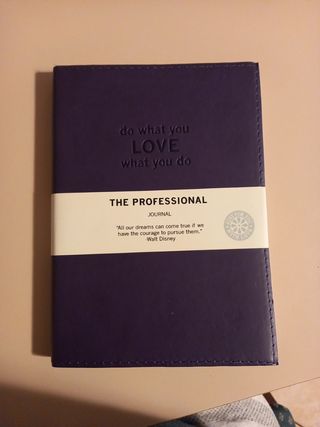 do what you
LOVE
what you do
THE PROFESSIONAL
JOURNAL
"All our dreams can come true if we
have the courage to pursue them."
-Walt Disney